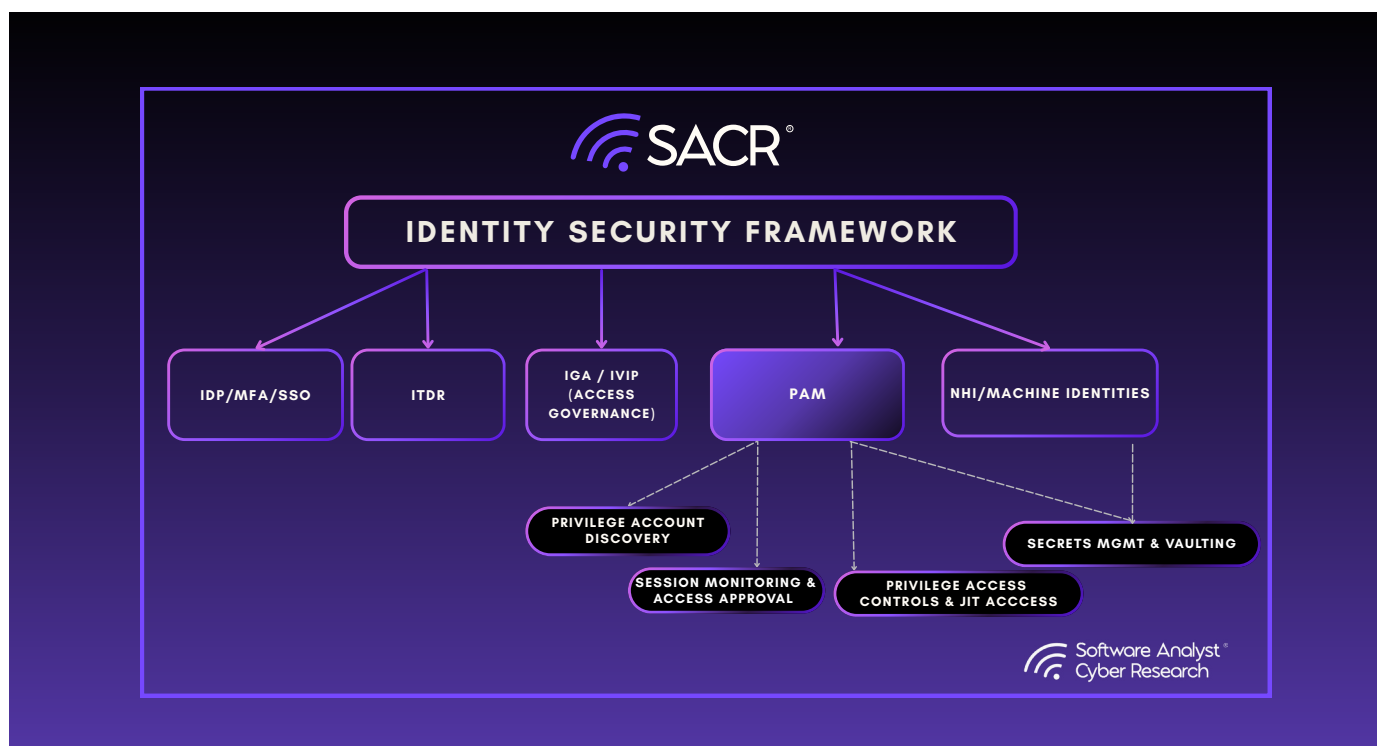 SACR®
IDENTITY SECURITY FRAMEWORK
IDP/MFA/SSO
ITDR
IGA / IVIP
(ACCESS
GOVERNANCE)
PAM
NHI/MACHINE IDENTITIES
PRIVILEGE ACCOUNT
DISCOVERY
SESSION MONITORING &
ACCESS APPROVAL
PRIVILEGE ACCESS
CONTROLS & JIT ACCCESS
SECRETS MGMT & VAULTING
Software Analyst®
Cyber Research